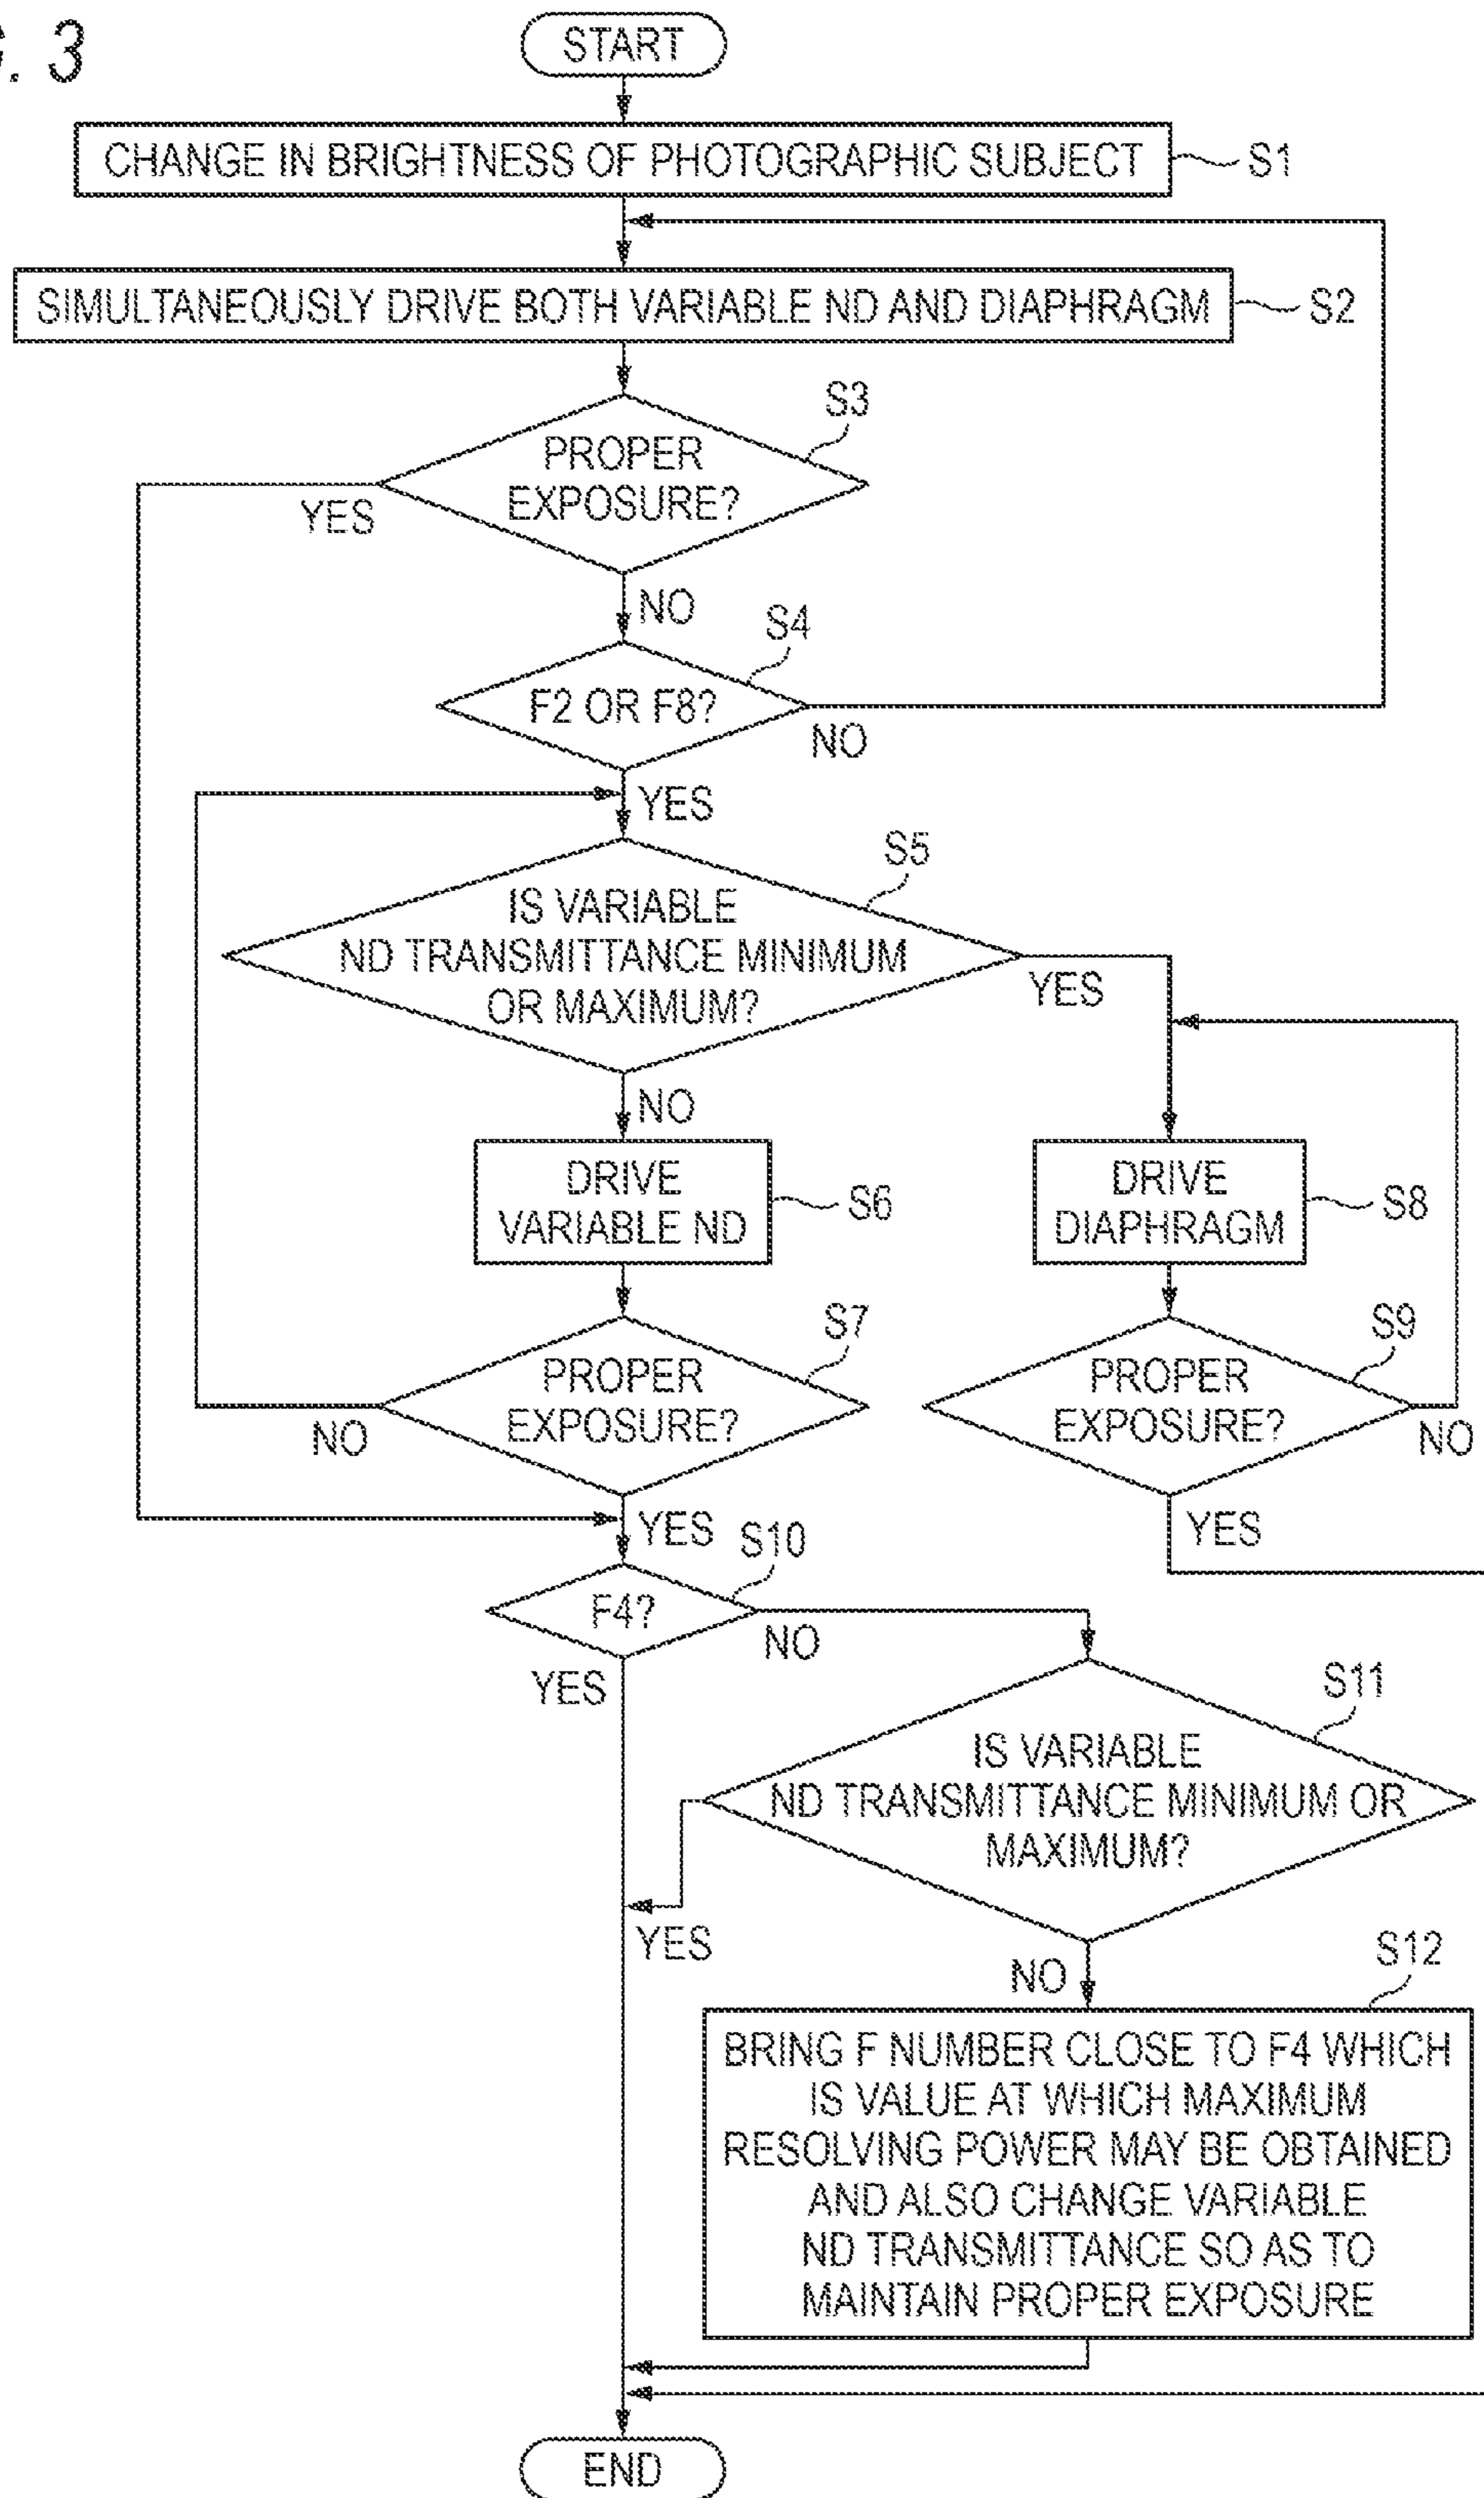 G. 3
START
CHANGE IN BRIGHTNESS OF PHOTOGRAPHIC SUBJECT
S1
SIMULTANEOUSLY DRIVE BOTH VARIABLE ND AND DIAPHRAGM
S2
S3
PROPER
EXPOSURE?
YES
NO
S4
F2 OR F8?
NO
YES
S5
IS VARIABLE
ND TRANSMITTANCE MINIMUM
OR MAXIMUM?
YES
NO
DRIVE
VARIABLE ND
S6
DRIVE
DIAPHRAGM
S8
S7
PROPER
EXPOSURE?
NO
YES
S9
PROPER
EXPOSURE?
NO
YES
S10
F4?
NO
YES
S11
IS VARIABLE
ND TRANSMITTANCE MINIMUM OR
MAXIMUM?
YES
NO
S12
BRING F NUMBER CLOSE TO F4 WHICH
IS VALUE AT WHICH MAXIMUM
RESOLVING POWER MAY BE OBTAINED
AND ALSO CHANGE VARIABLE
ND TRANSMITTANCE SO AS TO
MAINTAIN PROPER EXPOSURE
END